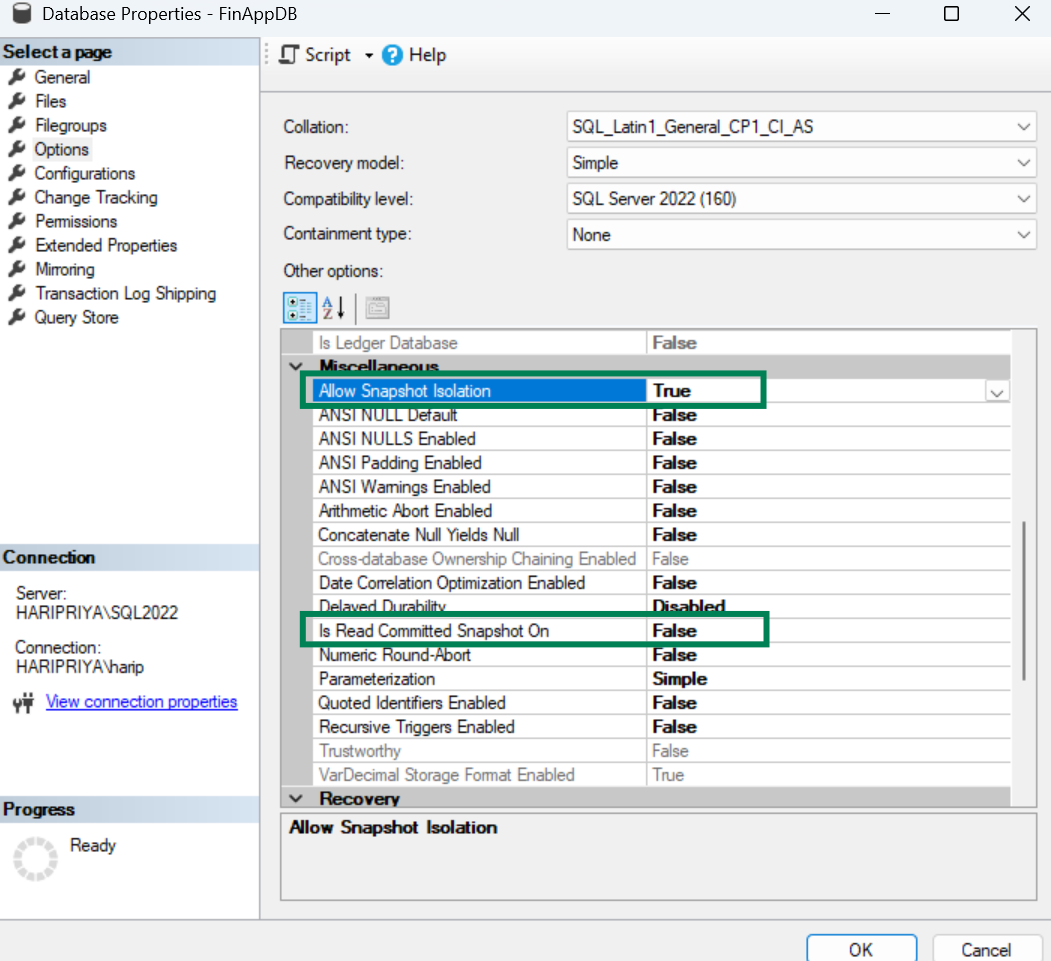 Database Properties - FinAppDB
Select a page
General
Files
Filegroups
Options
Configurations
Change Tracking
Permissions
Extended Properties
Mirroring
Transaction Log Shipping
Query Store
Connection
Server:
HARIPRIYA\SQL2022
Connection:
HARIPRIYA\harip
View connection properties
Progress
Ready
Script Help
Collation: SQL_Latin1_General_CP1_CI_AS
Recovery model: Simple
Compatibility level: SQL Server 2022 (160)
Containment type: None
Other options:
Is Ledger Database False
Miscellaneous
Allow Snapshot Isolation True
ANSI NULL Default False
ANSI NULLS Enabled False
ANSI Padding Enabled False
ANSI Warnings Enabled False
Arithmetic Abort Enabled False
Concatenate Null Yields Null False
Cross-database Ownership Chaining Enabled False
Date Correlation Optimization Enabled False
Delayed Durability Disabled
Is Read Committed Snapshot On False
Numeric Round-Abort False
Parameterization Simple
Quoted Identifiers Enabled False
Recursive Triggers Enabled False
Trustworthy False
VarDecimal Storage Format Enabled True
Recovery
Allow Snapshot Isolation
OK Cancel